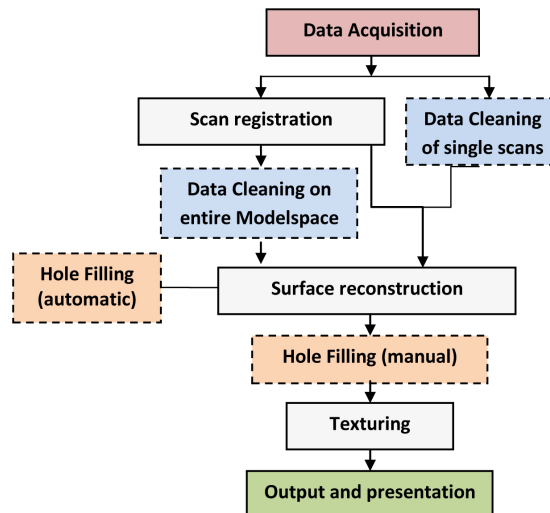 Data Acquisition
Scan registration
Data Cleaning
of single scans
Data Cleaning on
entire Modelspace
Hole Filling
(automatic)
Surface reconstruction
Hole Filling (manual)
Texturing
Output and presentation